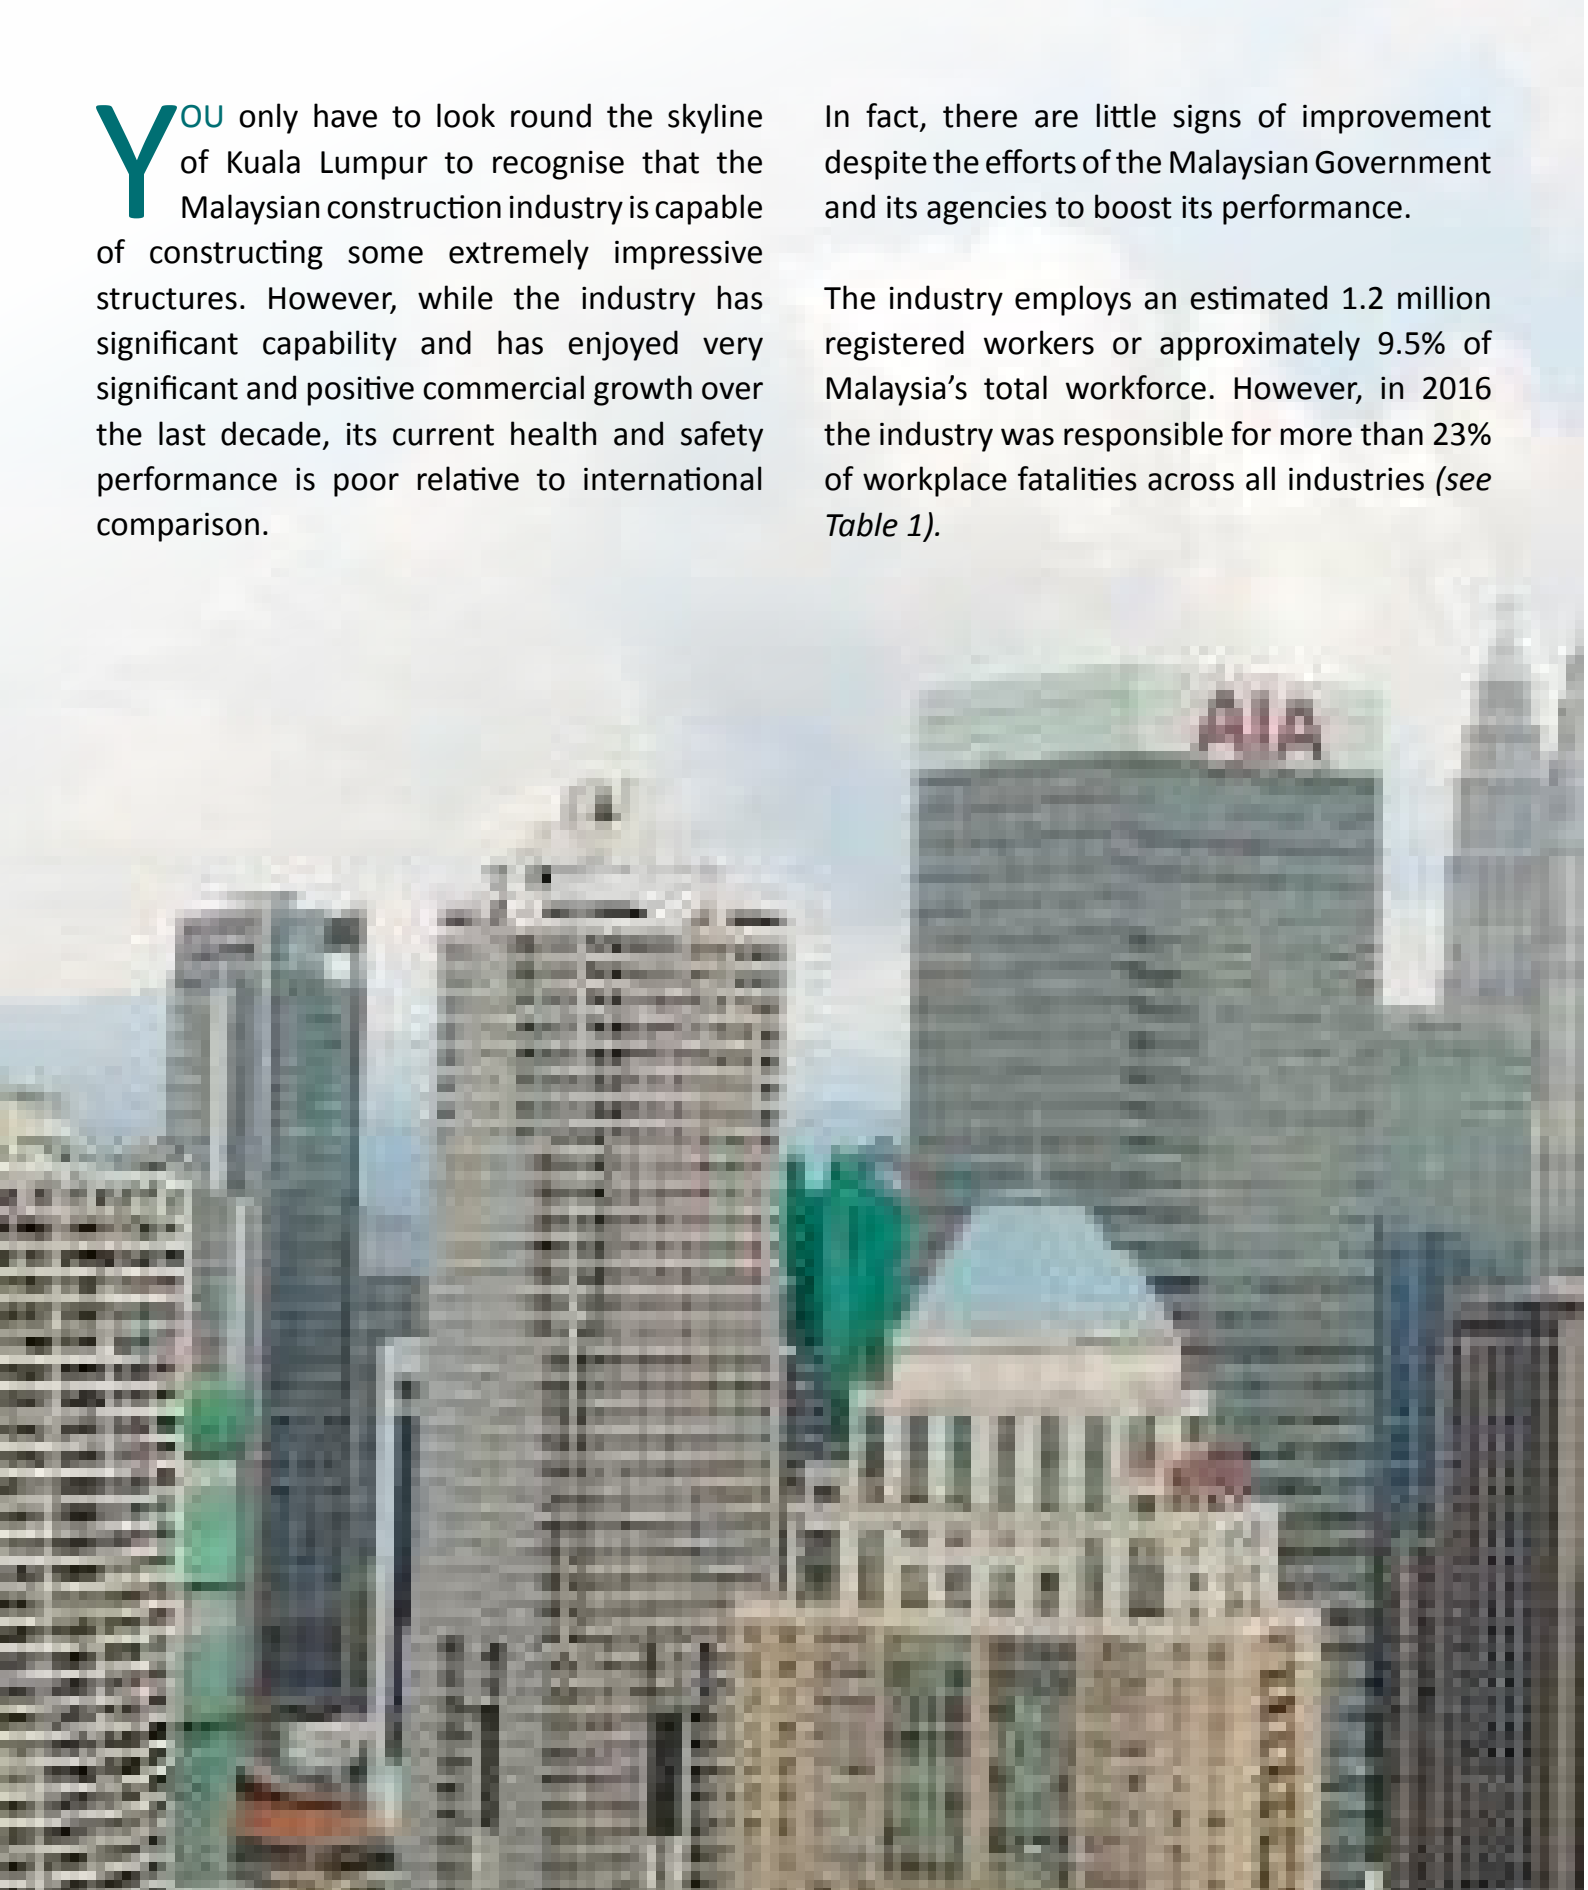 YOU only have to look round the skyline
of Kuala Lumpur to recognise that the
Malaysian construction industry is capable
of constructing some extremely impressive
structures. However, while the industry has
significant capability and has enjoyed very
significant and positive commercial growth over
the last decade, its current health and safety
performance is poor relative to international
comparison.
In fact, there are little signs of improvement
despite the efforts of the Malaysian Government
and its agencies to boost its performance.
The industry employs an estimated 1.2 million
registered workers or approximately 9.5% of
Malaysia's total workforce. However, in 2016
the industry was responsible for more than 23%
of workplace fatalities across all industries (see
Table 1).
AIA